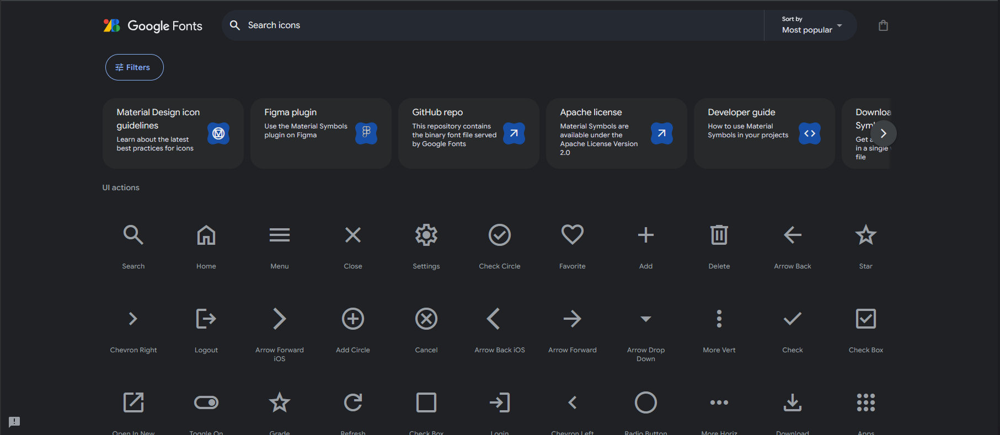 Google Fonts
Search icons
Sort by
Most popular
Filters
Material Design icon
guidelines
Learn about the latest
best practices for icons
Figma plugin
Use the Material Symbols
plugin on Figma
GitHub repo
This repository contains
the binary font file served
by Google Fonts
Apache license
Material Symbols are
available under the
Apache License Version
2.0
Developer guide
How to use Material
Symbols in your projects
Get
in a single
file
UI actions
Search
Home
Menu
Close
Settings
Check Circle
Favorite
Add
Delete
Arrow Back
Star
Chevron Right
Logout
Arrow Forward
iOS
Add Circle
Cancel
Arrow Back iOS
Arrow Forward
Arrow Drop
Down
More Vert
Check
Check Box
Open In New
Toggle On
Grade
Refresh
Check Box
Login
Chevron Left
Radio Button
More Horiz
Download
Apps